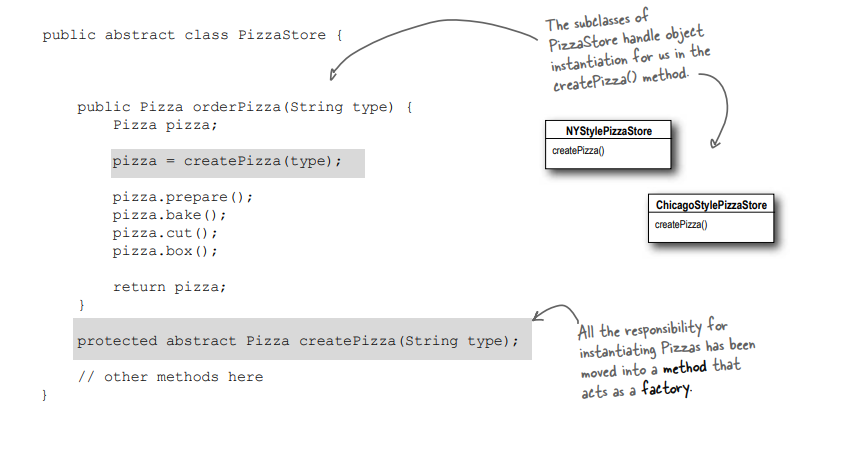 public abstract class PizzaStore {
public Pizza orderPizza(String type) {
Pizza pizza;
pizza = createPizza(type);
pizza.prepare();
pizza.bake();
pizza.cut();
pizza.box();
return pizza;
}
protected abstract Pizza createPizza(String type);
// other methods here
}
The subclasses of
PizzaStore handle object
instantiation for us in the
createPizza() method.
NYStylePizzaStore
createPizza()
ChicagoStylePizzaStore
createPizza()
All the responsibility for
instantiating Pizzas has been
moved into a method that
acts as a factory.